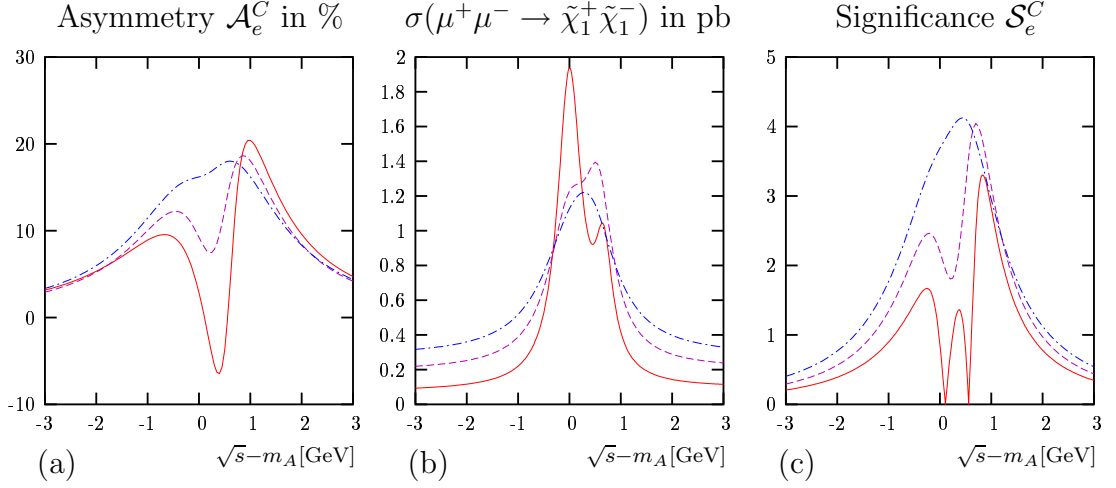 Asymmetry 𝒜_e^C in %
30
20
10
0
-10
-3 -2 -1 0 1 2 3
(a)
√s−m_A[GeV]
σ(μ⁺μ⁻ → χ̃₁⁺χ̃₁⁻) in pb
2
1.8
1.6
1.4
1.2
1
0.8
0.6
0.4
0.2
0
-3 -2 -1 0 1 2 3
(b)
√s−m_A[GeV]
Significance 𝒮_e^C
5
4
3
2
1
0
-3 -2 -1 0 1 2 3
(c)
√s−m_A[GeV]